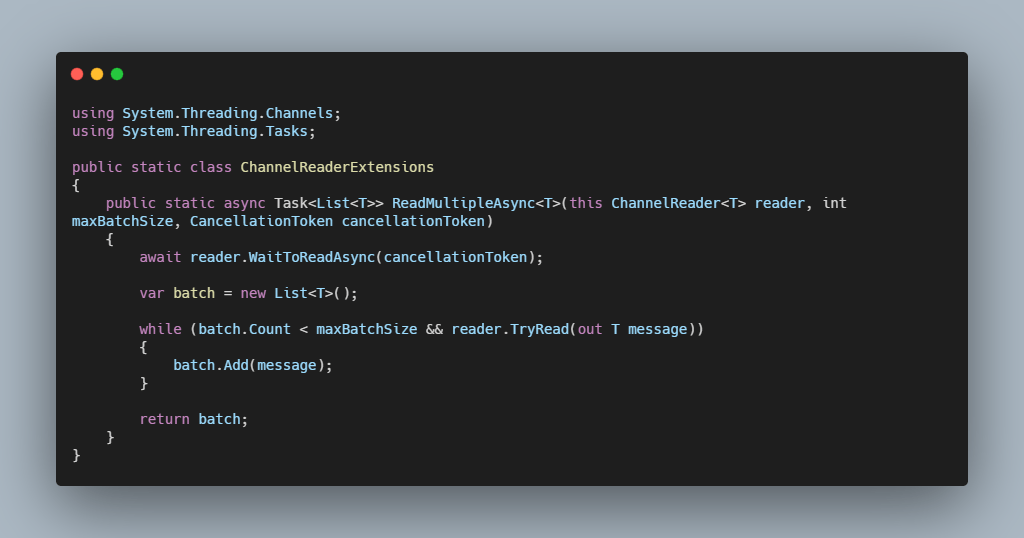 using System.Threading.Channels;
using System.Threading.Tasks;

public static class ChannelReaderExtensions
{
    public static async Task<List<T>> ReadMultipleAsync<T>(this ChannelReader<T> reader, int
maxBatchSize, CancellationToken cancellationToken)
    {
        await reader.WaitToReadAsync(cancellationToken);

        var batch = new List<T>();

        while (batch.Count < maxBatchSize && reader.TryRead(out T message))
        {
            batch.Add(message);
        }

        return batch;
    }
}